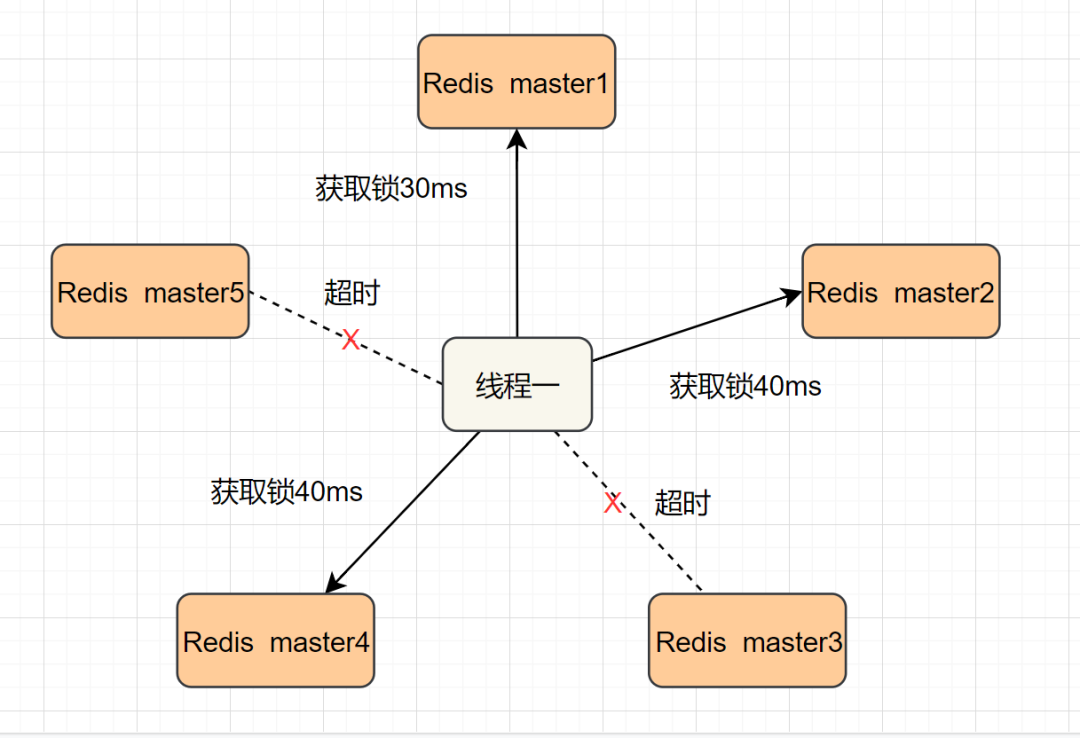 Redis master1
获取锁30ms
Redis master5
超时
X
Redis master2
线程一
获取锁40ms
获取锁40ms
X
超时
Redis master4
Redis master3